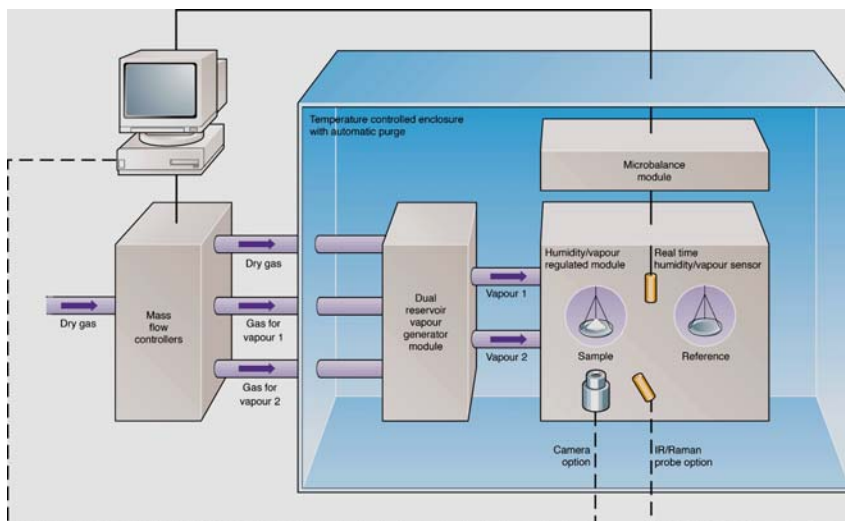 Temperature controlled enclosure
with automatic purge
Microbalance
module
Dry gas
Mass
flow
controllers
Dry gas
Gas for
vapour 1
Gas for
vapour 2
Dual
reservoir
vapour
generator
module
Vapour 1
Vapour 2
Humidity/vapour
regulated module
Real time
humidity/vapour sensor
Sample
Reference
Camera
option
IR/Raman
probe option